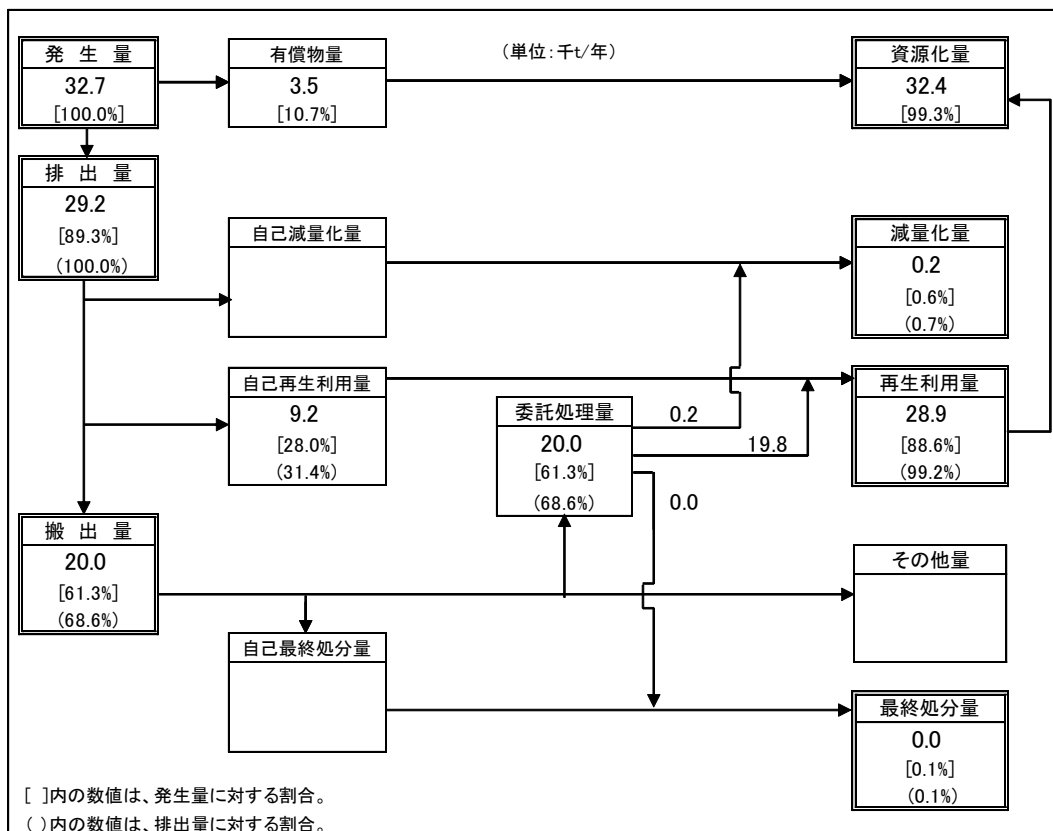 発 生 量
32.7
[100.0%]
有償物量
3.5
[10.7%]
(単位:千t/年)
資源化量
32.4
[99.3%]
排 出 量
29.2
[89.3%]
(100.0%)
自己減量化量
減量化量
0.2
[0.6%]
(0.7%)
自己再生利用量
9.2
[28.0%]
(31.4%)
委託処理量
20.0
[61.3%]
(68.6%)
0.2
19.8
0.0
再生利用量
28.9
[88.6%]
(99.2%)
搬 出 量
20.0
[61.3%]
(68.6%)
その他量
自己最終処分量
最終処分量
0.0
[0.1%]
(0.1%)
[ ]内の数値は、発生量に対する割合。
( )内の数値は、排出量に対する割合。